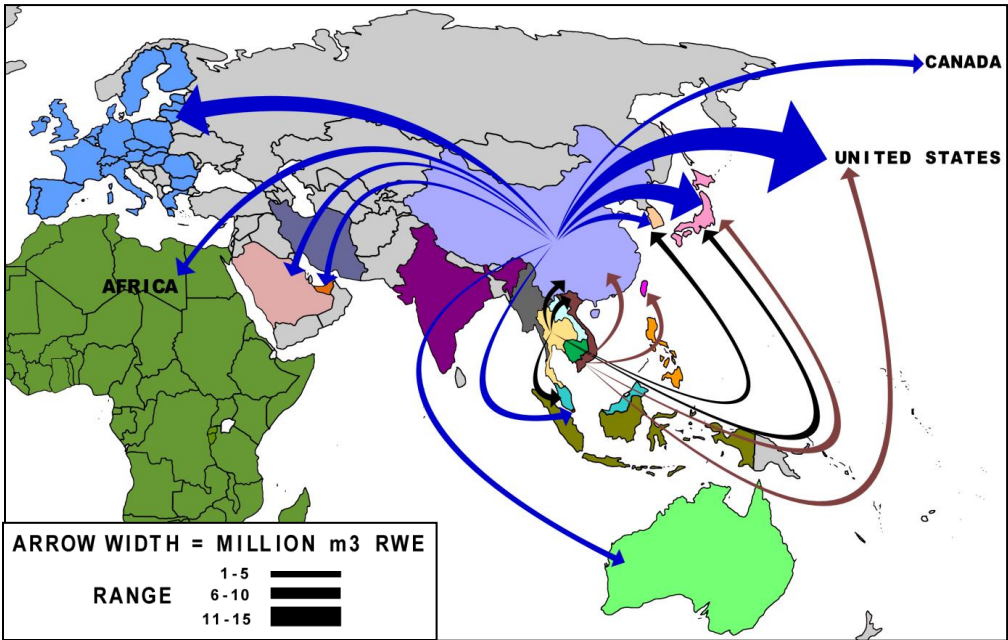 CANADA
UNITED STATES
AFRICA
ARROW WIDTH = MILLION m3 RWE
RANGE
1-5
6-10
11-15